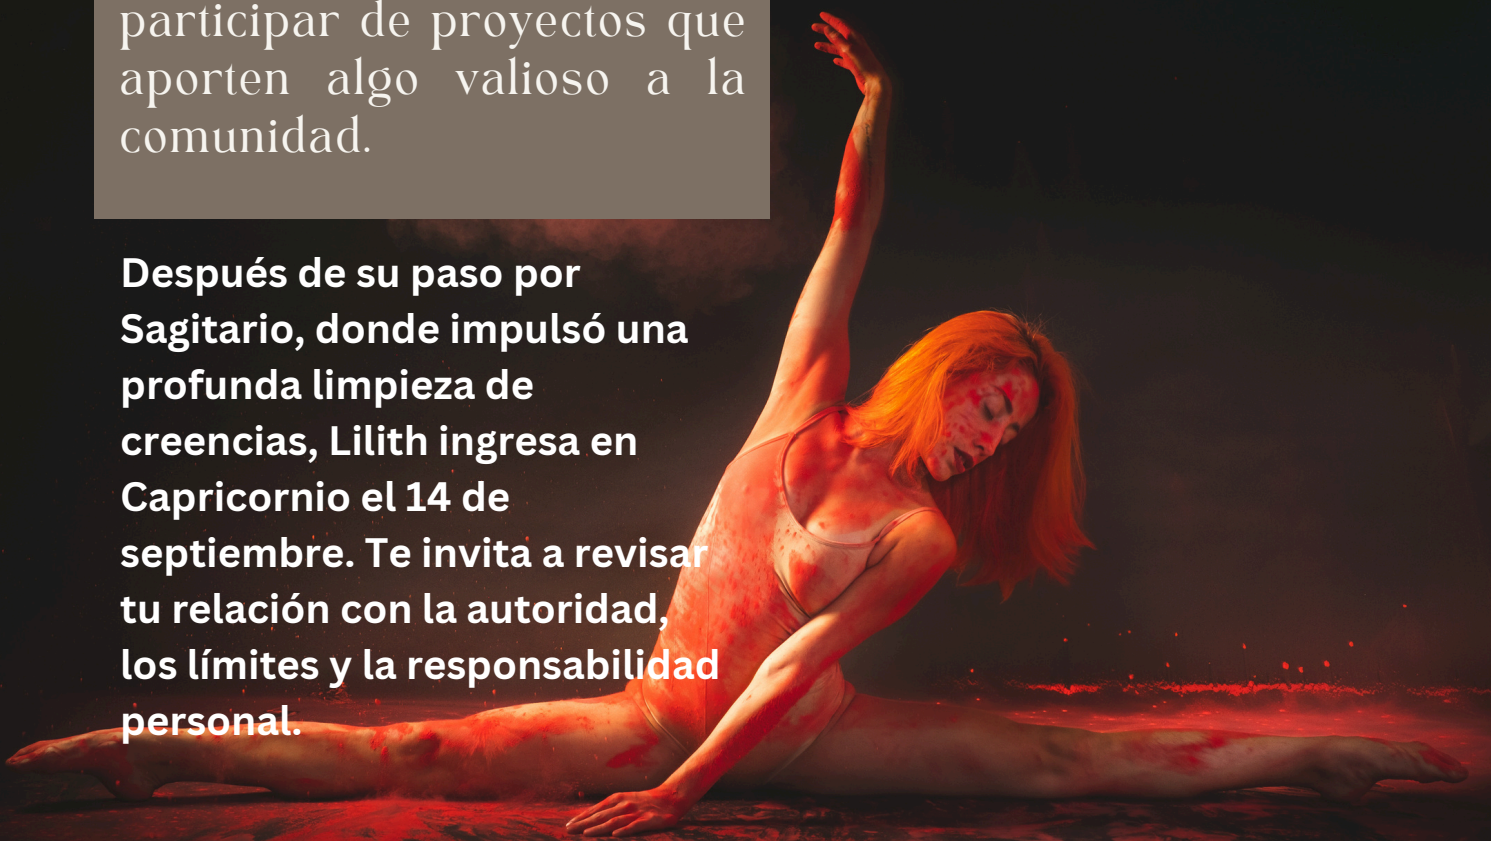 participar de proyectos que
aporten algo valioso a la
comunidad.
Después de su paso por
Sagitario, donde impulsó una
profunda limpieza de
creencias, Lilith ingresa en
Capricornio el 14 de
septiembre. Te invita a revisar
tu relación con la autoridad,
los límites y la responsabilidad
personal.